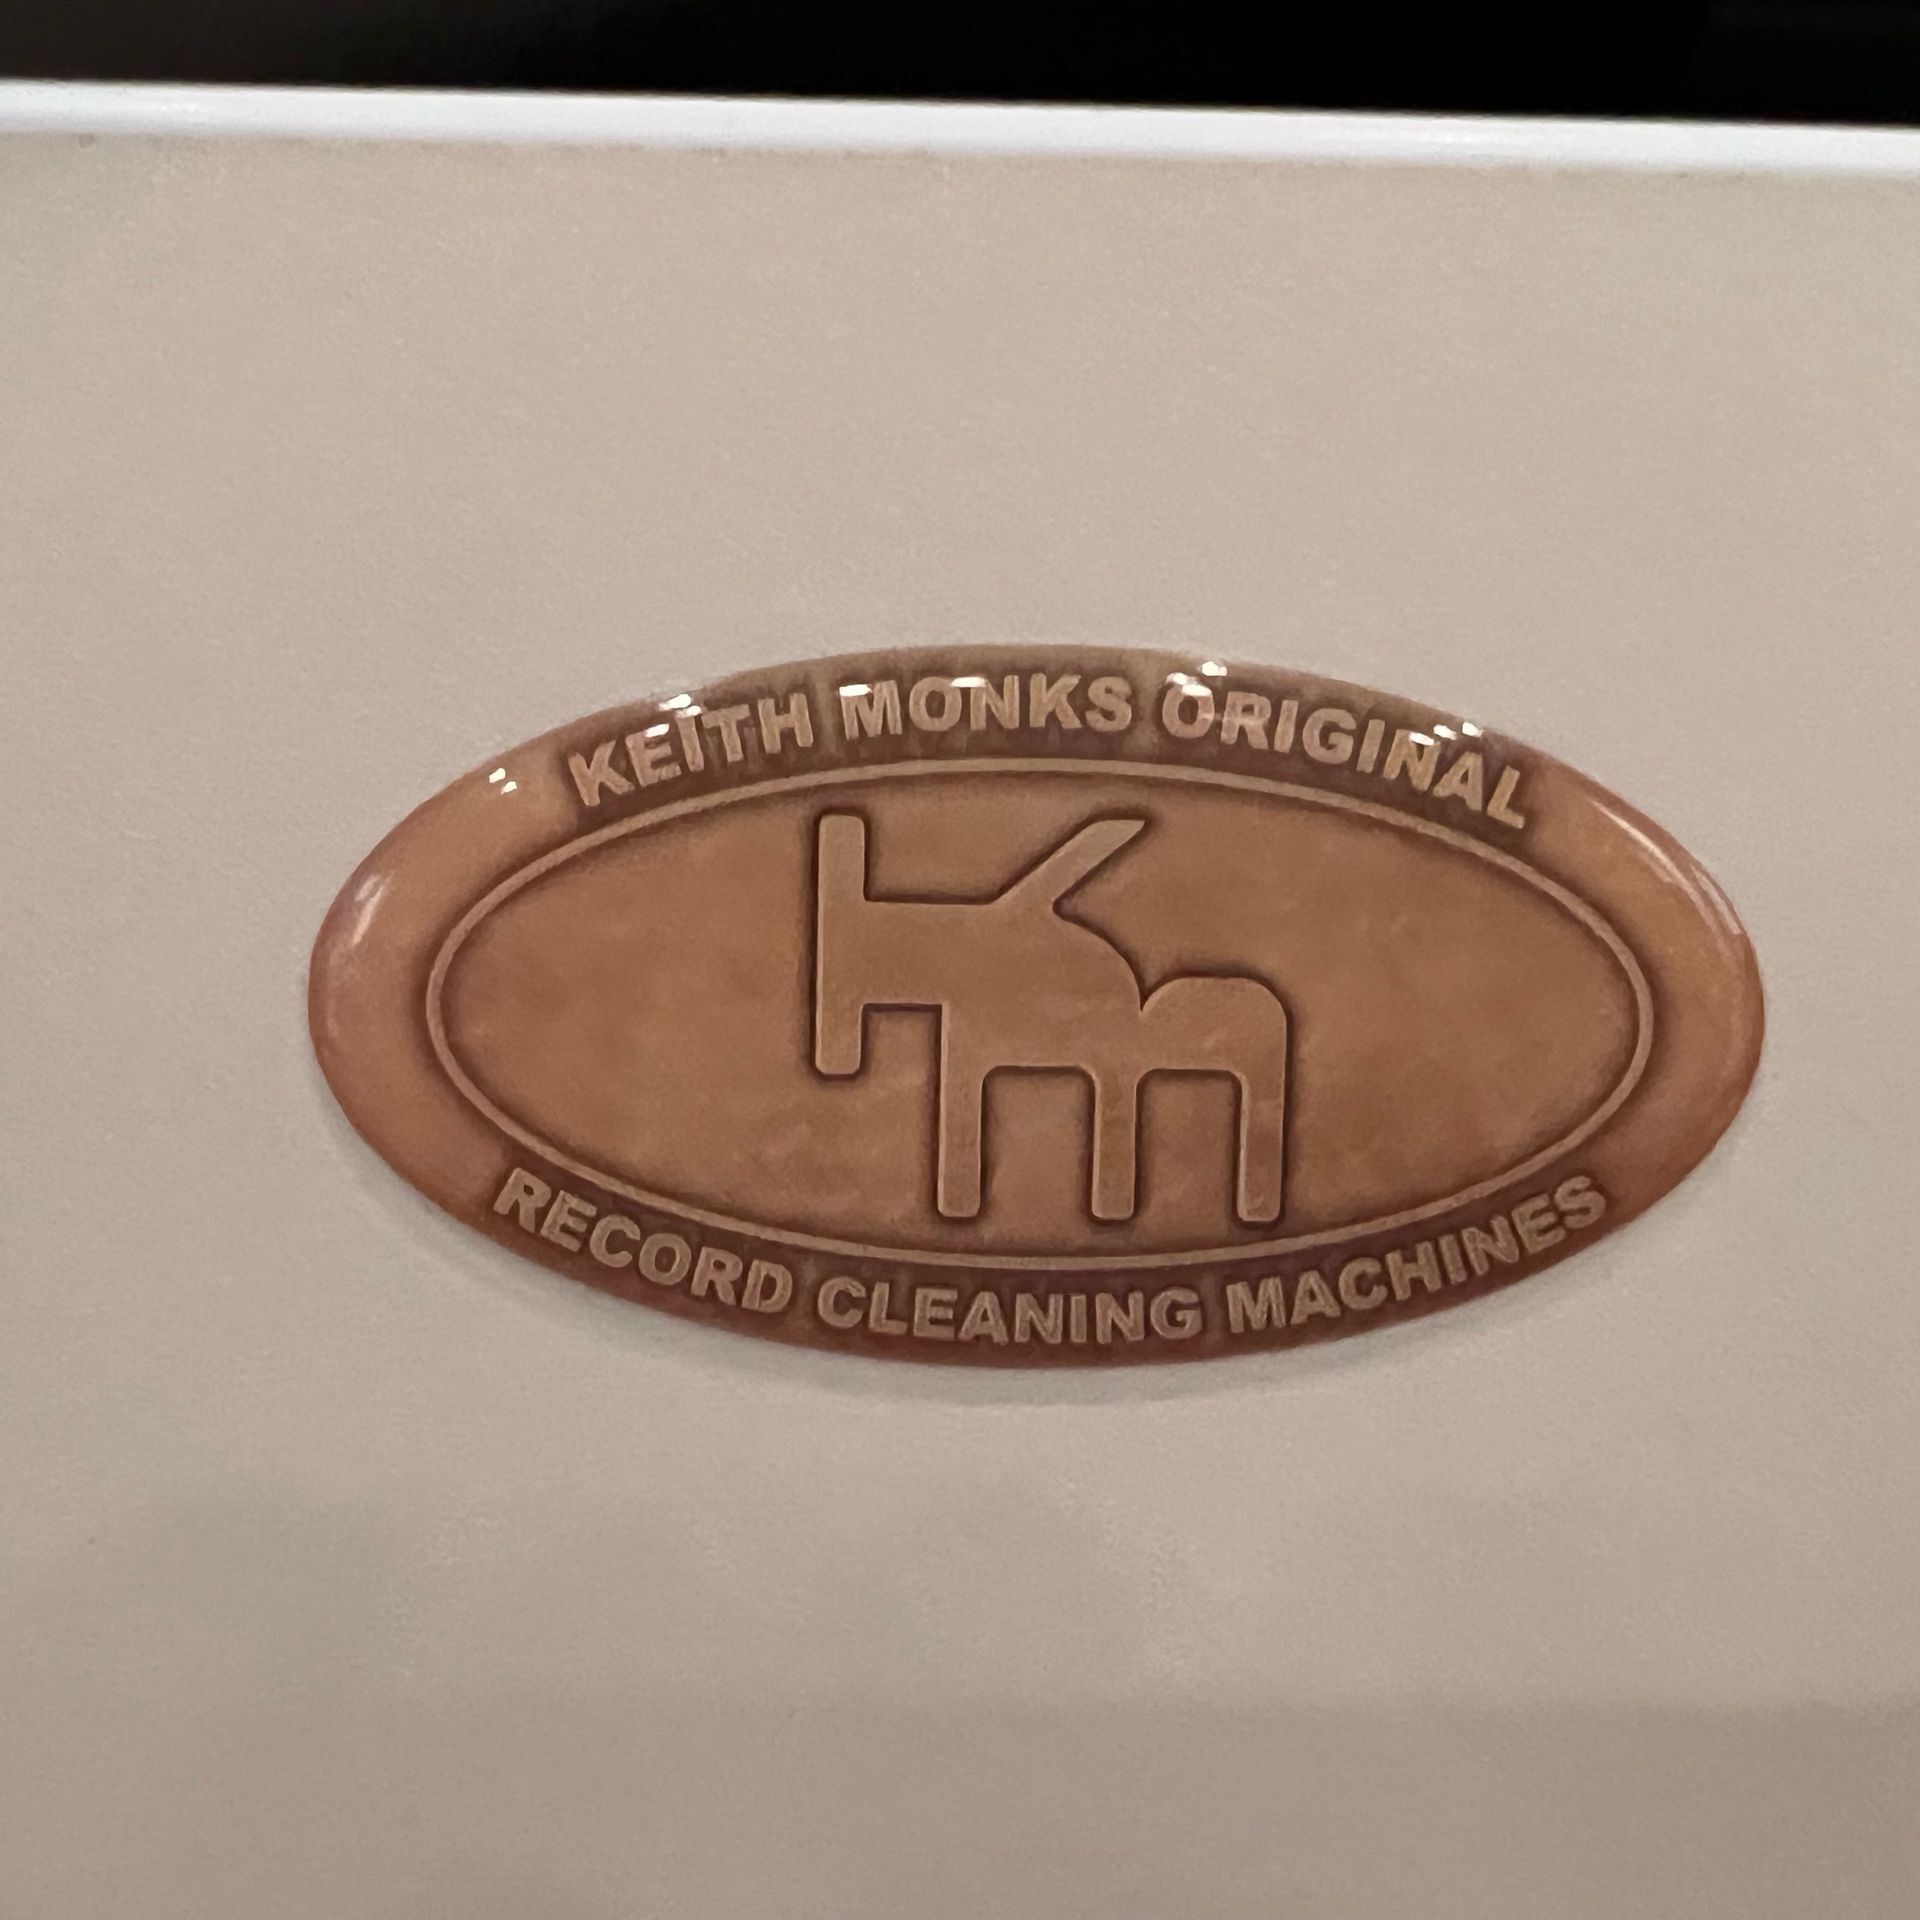 KEITH MONKS ORIGINAL
Km
RECORD CLEANING MACHINES